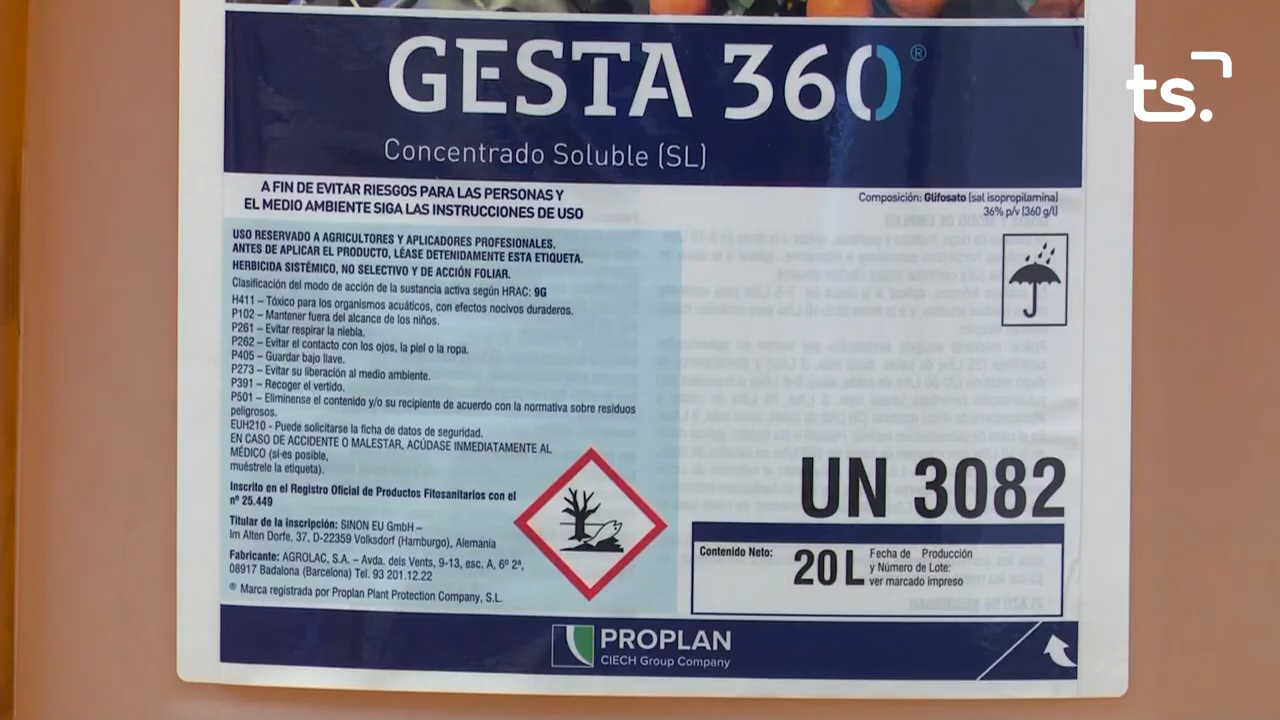 ts.
GESTA 360®
Concentrado Soluble (SL)
A FIN DE EVITAR RIESGOS PARA LAS PERSONAS Y
EL MEDIO AMBIENTE SIGA LAS INSTRUCCIONES DE USO
Composición: Glifosato (sal isopropilamina)
36% p/v (360 g/l)
USO RESERVADO A AGRICULTORES Y APLICADORES PROFESIONALES.
ANTES DE APLICAR EL PRODUCTO, LÉASE DETENIDAMENTE ESTA ETIQUETA.
HERBICIDA SISTÉMICO, NO SELECTIVO Y DE ACCIÓN FOLIAR.
Clasificación del modo de acción de la sustancia activa según HRAC: 9G
H411 – Tóxico para los organismos acuáticos, con efectos nocivos duraderos.
P102 – Mantener fuera del alcance de los niños.
P261 – Evitar respirar la niebla.
P262 – Evitar el contacto con los ojos, la piel o la ropa.
P405 – Guardar bajo llave.
P273 – Evitar su liberación al medio ambiente.
P391 – Recoger el vertido.
P501 – Elimínense el contenido y/o su recipiente de acuerdo con la normativa sobre residuos
peligrosos.
EUH210 - Puede solicitarse la ficha de datos de seguridad.
EN CASO DE ACCIDENTE O MALESTAR, ACÚDASE INMEDIATAMENTE AL
MÉDICO (si es posible,
muéstrele la etiqueta).
Inscrito en el Registro Oficial de Productos Fitosanitarios con el
nº 25.449
Titular de la inscripción: SINON EU GmbH –
Im Alten Dorfe, 37, D-22359 Volksdorf (Hamburgo), Alemania
Fabricante: AGROLAC, S.A. – Avda. dels Vents, 9-13, esc. A, 6º 2ª,
08917 Badalona (Barcelona) Tel. 93 201.12.22
® Marca registrada por Proplan Plant Protection Company, S.L.
UN 3082
Contenido Neto: 20 L
Fecha de Producción
y Número de Lote:
ver marcado impreso
PROPLAN
CIECH Group Company